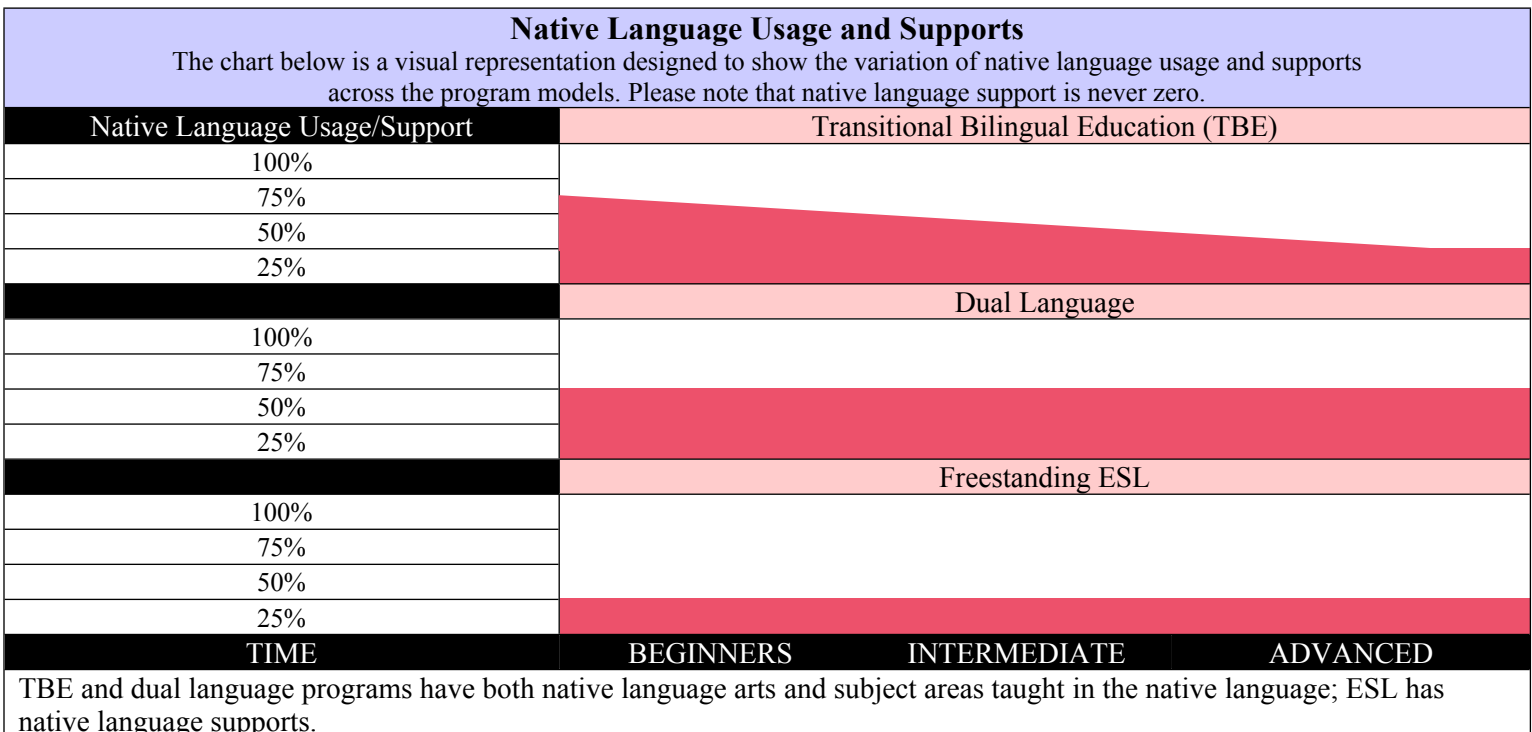 Native Language Usage and Supports
The chart below is a visual representation designed to show the variation of native language usage and supports
across the program models. Please note that native language support is never zero.
Native Language Usage/Support Transitional Bilingual Education (TBE)
100%
75%
50%
25%
Dual Language
100%
75%
50%
25%
Freestanding ESL
100%
75%
50%
25%
TIME BEGINNERS INTERMEDIATE ADVANCED
TBE and dual language programs have both native language arts and subject areas taught in the native language; ESL has
native language supports.